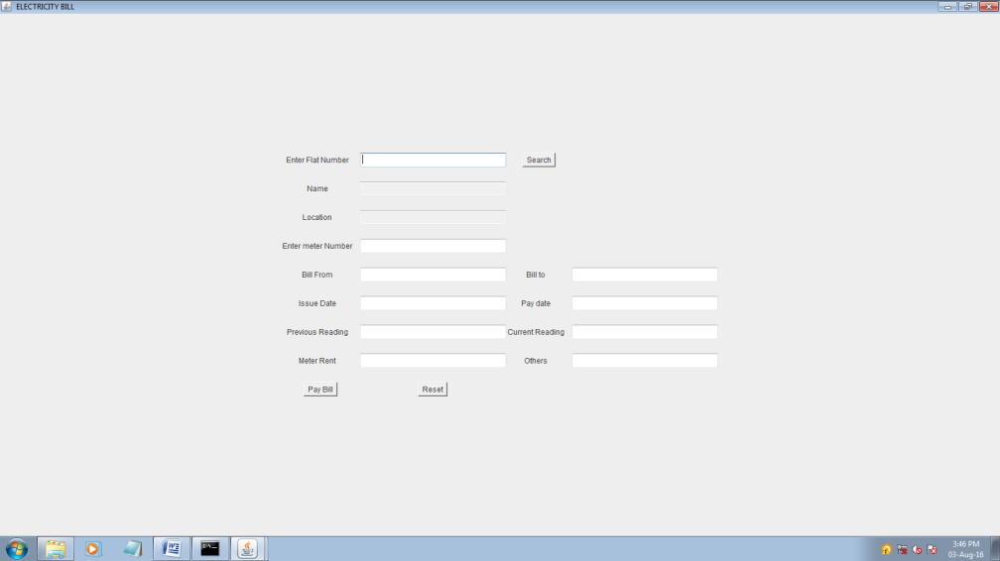 ELECTRICITY BILL
Enter Flat Number Search
Name
Location
Enter meter Number
Bill From Bill to
Issue Date Pay date
Previous Reading Current Reading
Meter Rent Others
Pay Bill Reset
3:46 PM
03-Aug-16